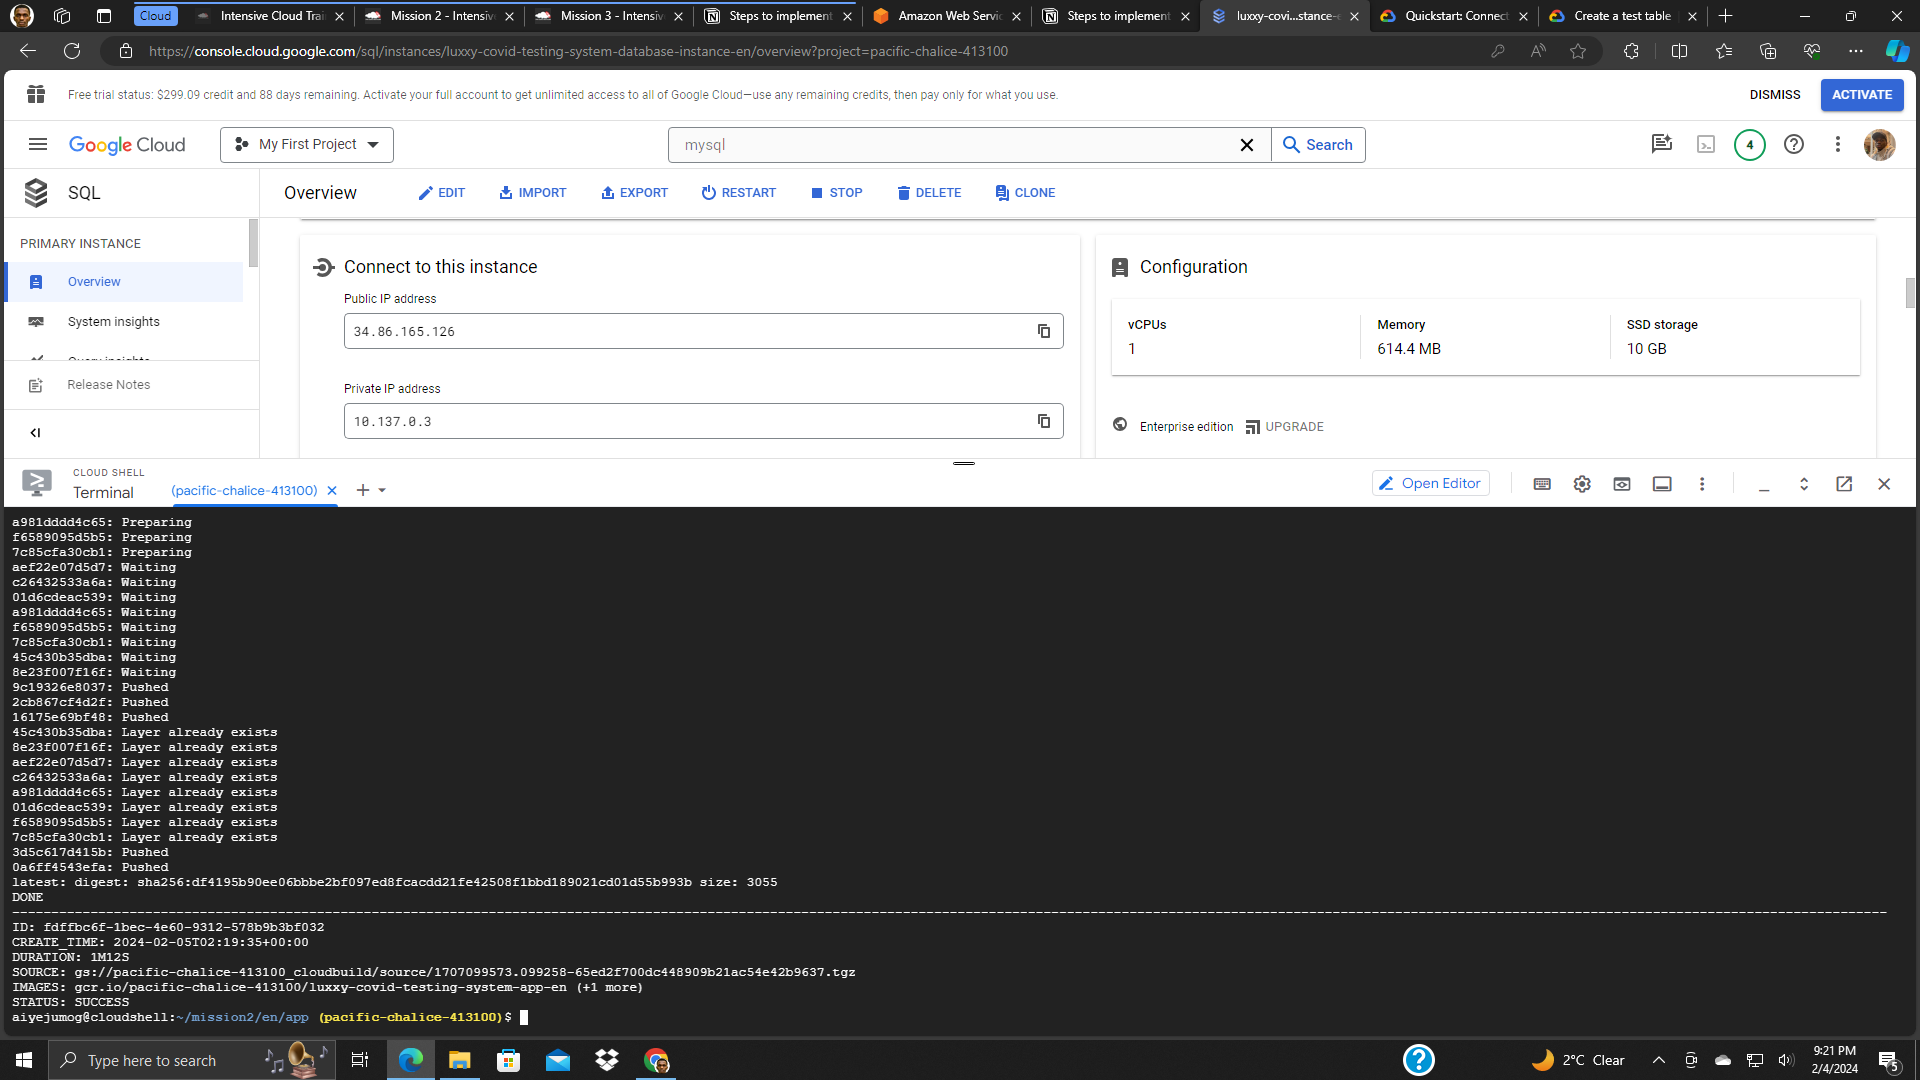 Cloud
Intensive Cloud Trai
Mission 2 - Intensiv
Mission 3 - Intensiv
Steps to implement
Amazon Web Servic
Steps to implement
luxxy-covi...stance-e
Quickstart: Connect
Create a test table
https://console.cloud.google.com/sql/instances/luxxy-covid-testing-system-database-instance-en/overview?project=pacific-chalice-413100
Free trial status: $299.09 credit and 88 days remaining. Activate your full account to get unlimited access to all of Google Cloud—use any remaining credits, then pay only for what you use.
DISMISS
ACTIVATE
Google Cloud
My First Project
mysql
Search
4
SQL
Overview
EDIT
IMPORT
EXPORT
RESTART
STOP
DELETE
CLONE
PRIMARY INSTANCE
Overview
System insights
Query insights
Release Notes
Connect to this instance
Public IP address
34.86.165.126
Private IP address
10.137.0.3
Configuration
vCPUs
Memory
SSD storage
1
614.4 MB
10 GB
Enterprise edition
UPGRADE
CLOUD SHELL
Terminal
(pacific-chalice-413100)
Open Editor
a981dddd4c65: Preparing
f6589095d5b5: Preparing
7c85cfa30cb1: Preparing
aef22e07d5d7: Waiting
c26432533a6a: Waiting
01d6cdeac539: Waiting
a981dddd4c65: Waiting
f6589095d5b5: Waiting
7c85cfa30cb1: Waiting
45c430b35dba: Waiting
8e23f007f16f: Waiting
9c19326e8037: Pushed
2cb867cf4d2f: Pushed
16175e69bf48: Pushed
45c430b35dba: Layer already exists
8e23f007f16f: Layer already exists
aef22e07d5d7: Layer already exists
c26432533a6a: Layer already exists
a981dddd4c65: Layer already exists
01d6cdeac539: Layer already exists
f6589095d5b5: Layer already exists
7c85cfa30cb1: Layer already exists
3d5c617d415b: Pushed
0a6ff4543efa: Pushed
latest: digest: sha256:df4195b90ee06bbbe2bf097ed8fcacdd21fe42508f1bbd189021cd01d55b993b size: 3055
DONE
ID: fdffbc6f-1bec-4e60-9312-578b9b3bf032
CREATE_TIME: 2024-02-05T02:19:35+00:00
DURATION: 1M12S
SOURCE: gs://pacific-chalice-413100_cloudbuild/source/1707099573.099258-65ed2f700dc448909b21ac54e42b9637.tgz
IMAGES: gcr.io/pacific-chalice-413100/luxxy-covid-testing-system-app-en (+1 more)
STATUS: SUCCESS
aiyejumog@cloudshell:~/mission2/en/app (pacific-chalice-413100)$
Type here to search
2°C Clear
9:21 PM
2/4/2024
5